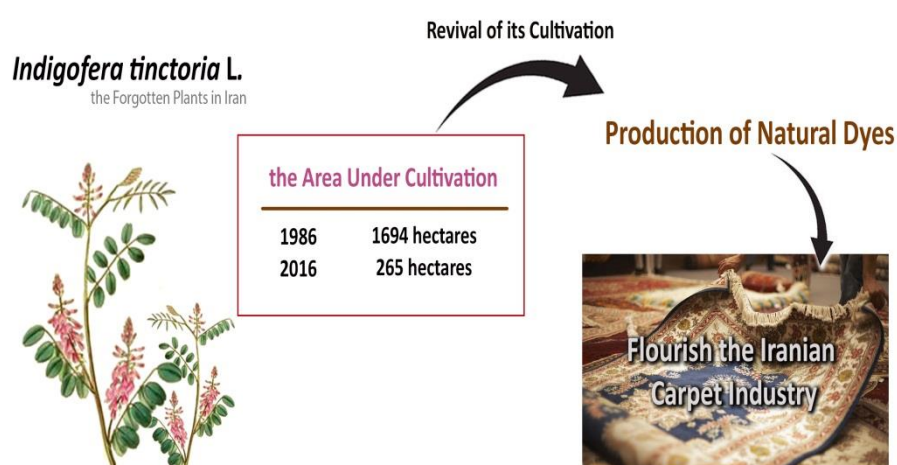 Revival of its Cultivation
Indigofera tinctoria L.
the Forgotten Plants in Iran
Production of Natural Dyes
the Area Under Cultivation
1986 1694 hectares
2016 265 hectares
Flourish the Iranian
Carpet Industry